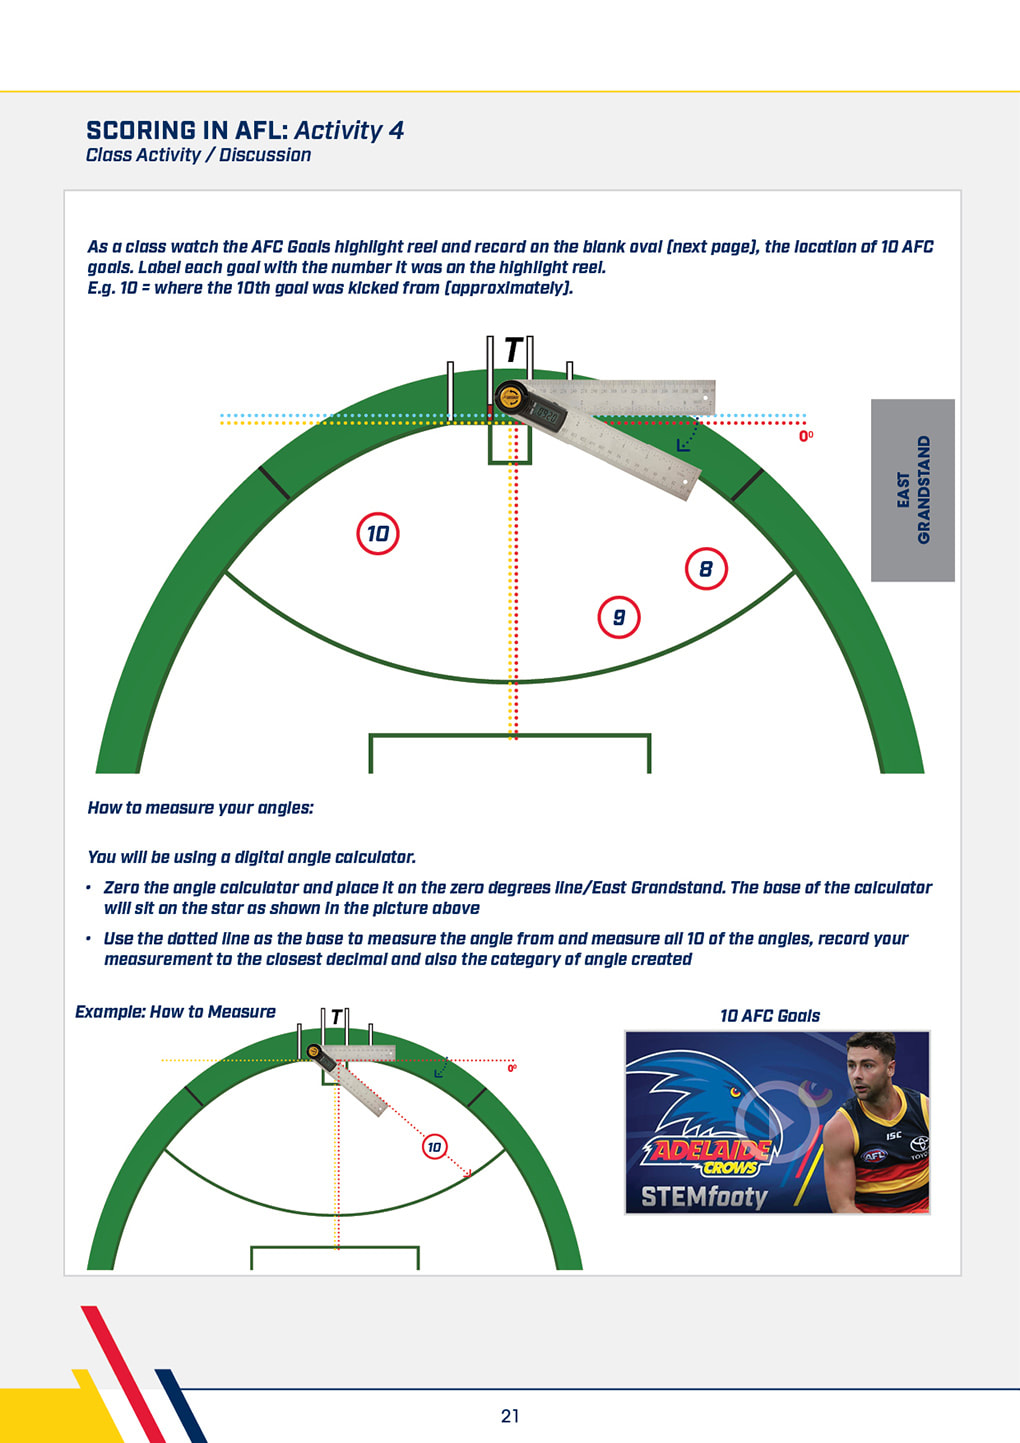 SCORING IN AFL: Activity 4
Class Activity / Discussion
As a class watch the AFC Goals highlight reel and record on the blank oval (next page), the location of 10 AFC
goals. Label each goal with the number it was on the highlight reel.
E.g. 10 = where the 10th goal was kicked from (approximately).
T
0⁰
EAST
GRANDSTAND
10
8
9
How to measure your angles:
You will be using a digital angle calculator.
• Zero the angle calculator and place it on the zero degrees line/East Grandstand. The base of the calculator
will sit on the star as shown in the picture above
• Use the dotted line as the base to measure the angle from and measure all 10 of the angles, record your
measurement to the closest decimal and also the category of angle created
Example: How to Measure
T
0⁰
10
10 AFC Goals
ADELAIDE
CROWS
STEMfooty
ISC
AFL
21